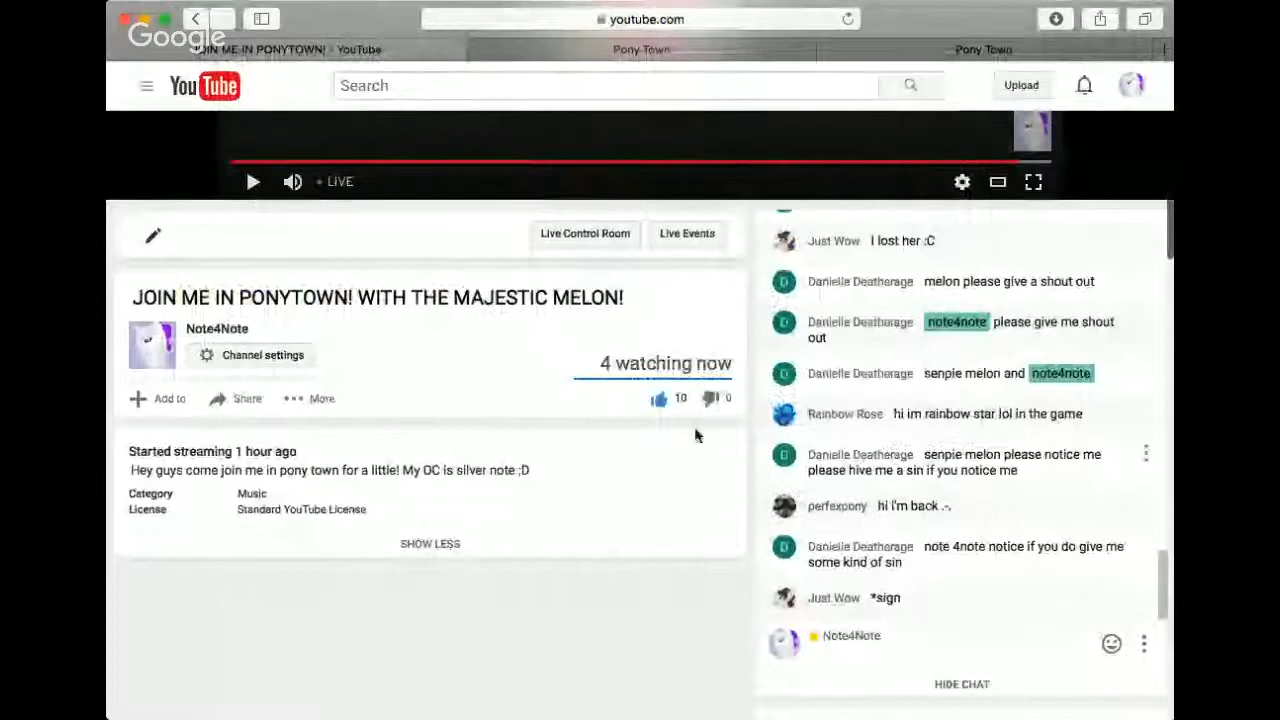 youtube.com
Google
JOIN ME IN PONYTOWN! - YouTube
Pony Town
Pony Town
YouTube
Search
Upload
• LIVE
Live Control Room
Live Events
JOIN ME IN PONYTOWN! WITH THE MAJESTIC MELON!
Note4Note
Channel settings
4 watching now
Add to
Share
More
10
0
Started streaming 1 hour ago
Hey guys come join me in pony town for a little! My OC is silver note ;D
Category Music
License Standard YouTube License
SHOW LESS
Just Wow I lost her :C
Danielle Deatherage melon please give a shout out
Danielle Deatherage note4note please give me shout
out
Danielle Deatherage senpie melon and note4note
Rainbow Rose hi im rainbow star lol in the game
Danielle Deatherage senpie melon please notice me
please hive me a sin if you notice me
perfexpony hi i'm back .-.
Danielle Deatherage note 4note notice if you do give me
some kind of sin
Just Wow *sign
Note4Note
HIDE CHAT